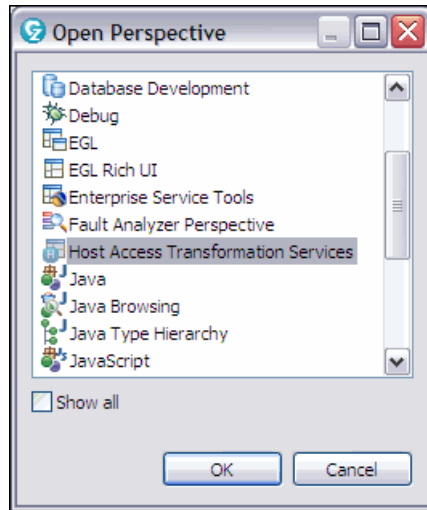 Open Perspective
Database Development
Debug
EGL
EGL Rich UI
Enterprise Service Tools
Fault Analyzer Perspective
Host Access Transformation Services
Java
Java Browsing
Java Type Hierarchy
JavaScript
Show all
OK
Cancel